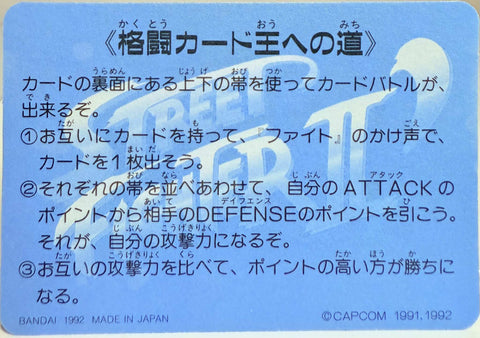 《格闘カード王への道》
カードの裏面にある上下の帯を使ってカードバトルが、
出来るぞ。
①お互いにカードを持って、『ファイト』のかけ声で、
カードを1枚出そう。
②それぞれの帯を並べあわせて、自分のATTACKの
ポイントから相手のDEFENSEのポイントを引こう。
それが、自分の攻撃力になるぞ。
③お互いの攻撃力を比べて、ポイントの高い方が勝ちに
なる。
BANDAI 1992 MADE IN JAPAN ©CAPCOM 1991,1992
STREET
FIGHTER II